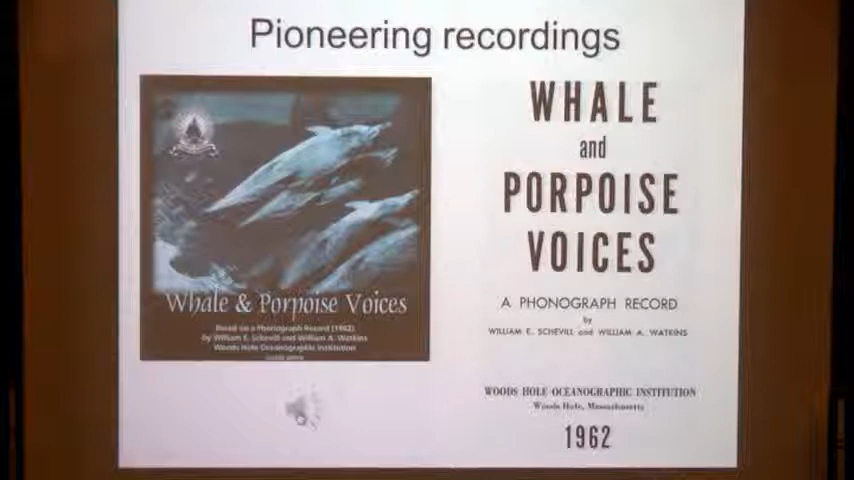 Pioneering recordings
Whale & Porpoise Voices
Based on a Phonograph Record (1962)
by William E. Schevill and William A. Watkins
Woods Hole Oceanographic Institution
WHALE
and
PORPOISE
VOICES
A PHONOGRAPH RECORD
by
WILLIAM E. SCHEVILL and WILLIAM A. WATKINS
WOODS HOLE OCEANOGRAPHIC INSTITUTION
Woods Hole, Massachusetts
1962